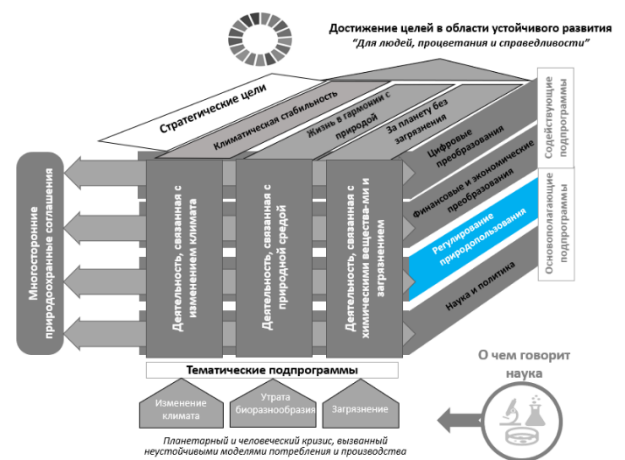 Достижение целей в области устойчивого развития
“Для людей, процветания и справедливости”
Стратегические цели
Климатическая стабильность
Жизнь в гармонии с
природой
За планету без
загрязнения
Цифровые
преобразования
Финансовые и экономические
преобразования
Регулирование
природопользования
Наука и политика
Содействующие
подпрограммы
Основополагающие
подпрограммы
Многосторонние
природоохранные соглашения
Деятельность, связанная с
изменением климата
Деятельность, связанная с
природной средой
Деятельность, связанная с
химическими вещества-ми и
загрязнением
Тематические подпрограммы
Изменение
климата
Утрата
биоразнообразия
Загрязнение
О чем говорит
наука
Планетарный и человеческий кризис, вызванный
неустойчивыми моделями потребления и производства